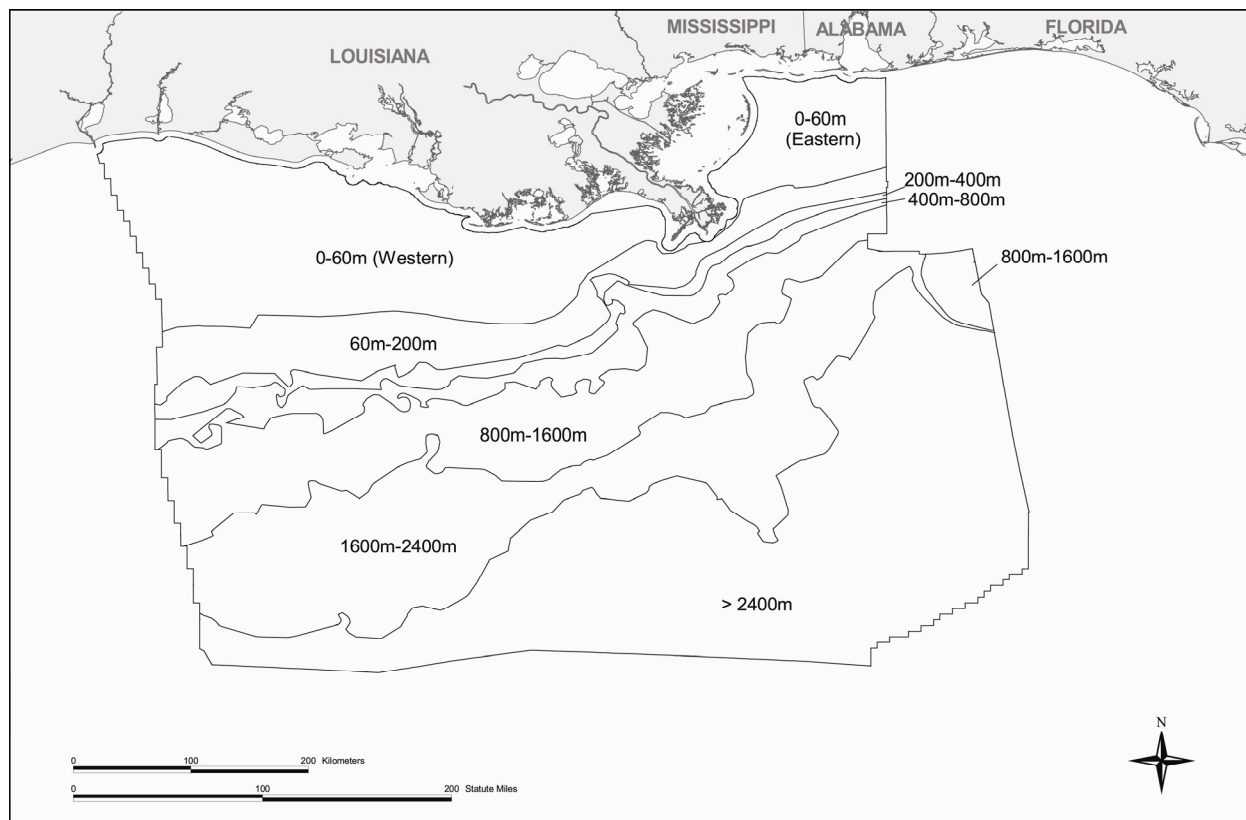 MISSISSIPPI
ALABAMA
FLORIDA
LOUISIANA
0-60m
(Eastern)
200m-400m
400m-800m
0-60m (Western)
800m-1600m
60m-200m
800m-1600m
1600m-2400m
> 2400m
N
0 100 200 Kilometers
0 100 200 Statute Miles